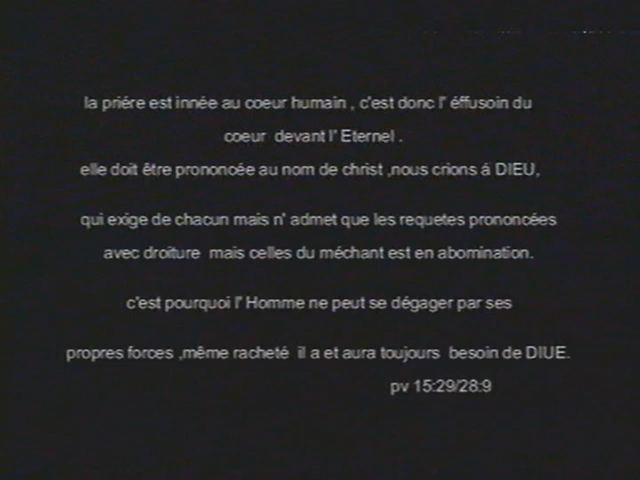 la priére est innée au coeur humain , c'est donc l' éffusoin du
coeur devant l' Eternel .
elle doit être prononcée au nom de christ ,nous crions á DIEU,
qui exige de chacun mais n' admet que les requetes prononcées
avec droiture mais celles du méchant est en abomination.
c'est pourquoi l' Homme ne peut se dégager par ses
propres forces ,même racheté il a et aura toujours besoin de DIUE.
pv 15:29/28:9